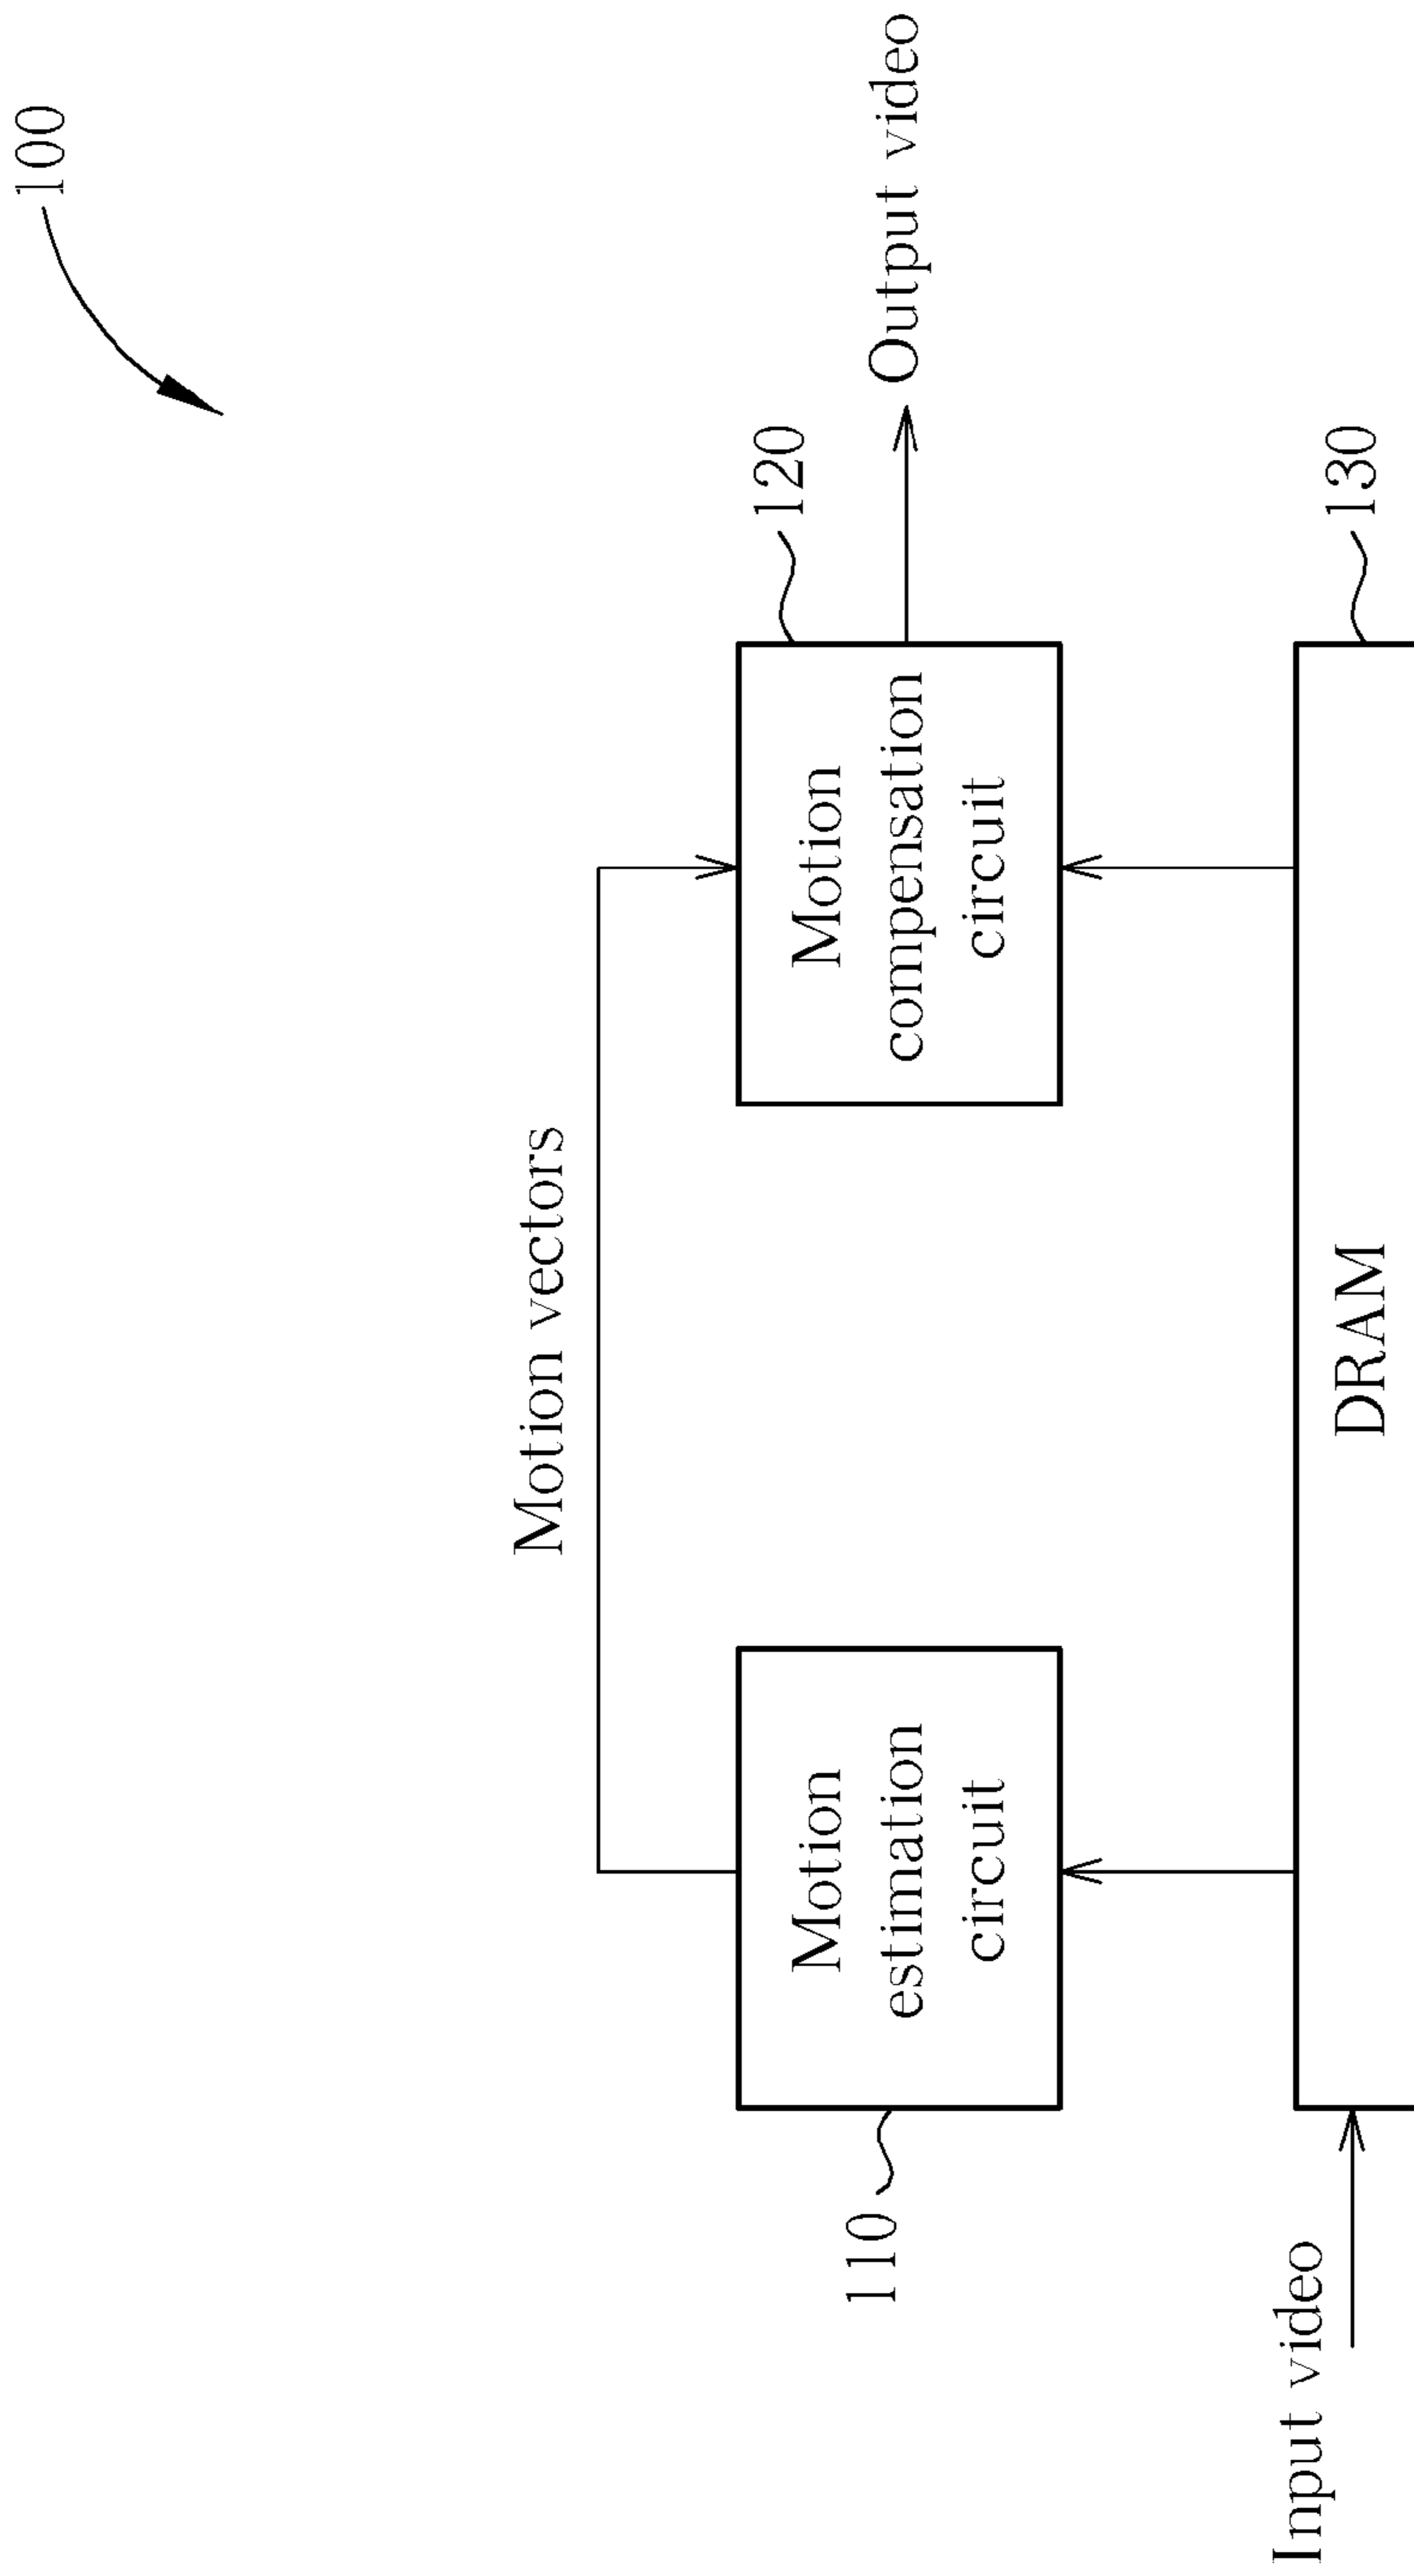 100
Motion vectors
110
Motion
estimation
circuit
120
Motion
compensation
circuit
Output video
Input video
DRAM
130